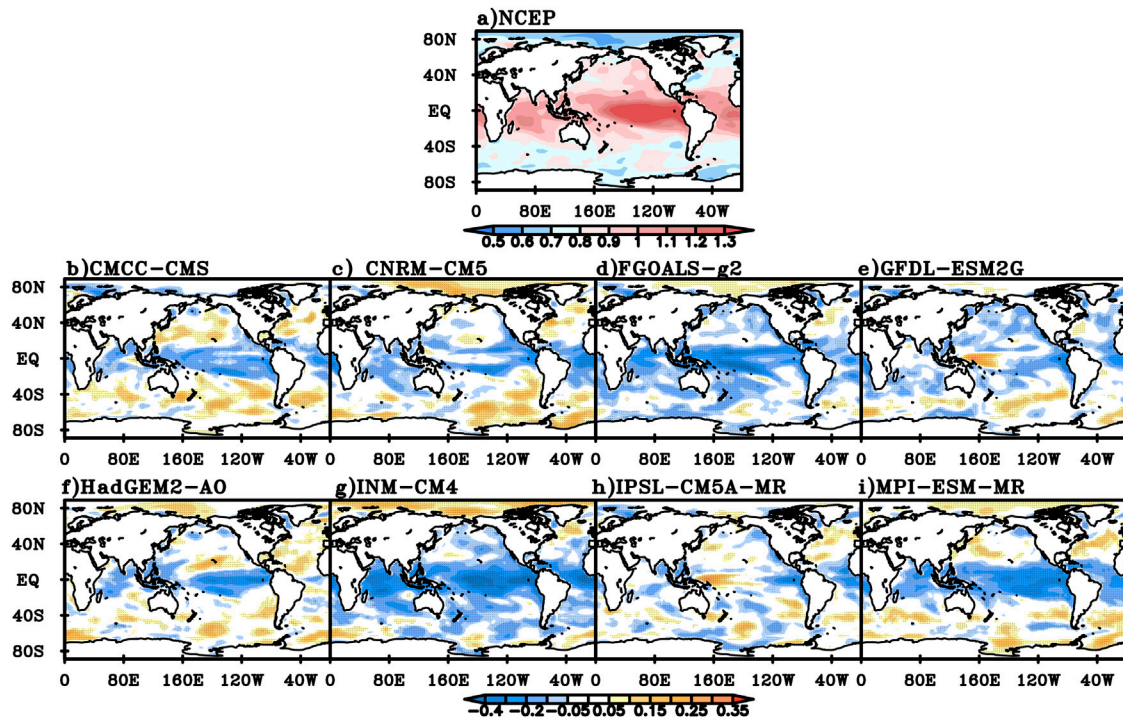 a)NCEP
80N
40N
EQ
40S
80S
0 80E 160E 120W 40W
0.5 0.6 0.7 0.8 0.9 1 1.1 1.2 1.3
b)CMCC-CMS c) CNRM-CM5 d)FGOALS-g2 e)GFDL-ESM2G
80N
40N
EQ
40S
80S
0 80E 160E 120W 40W 0 80E 160E 120W 40W 0 80E 160E 120W 40W 0 80E 160E 120W 40W
f)HadGEM2-AO g)INM-CM4 h)IPSL-CM5A-MR i)MPI-ESM-MR
80N
40N
EQ
40S
80S
0 80E 160E 120W 40W 0 80E 160E 120W 40W 0 80E 160E 120W 40W 0 80E 160E 120W 40W
-0.4 -0.2 -0.05 0.05 0.15 0.25 0.35